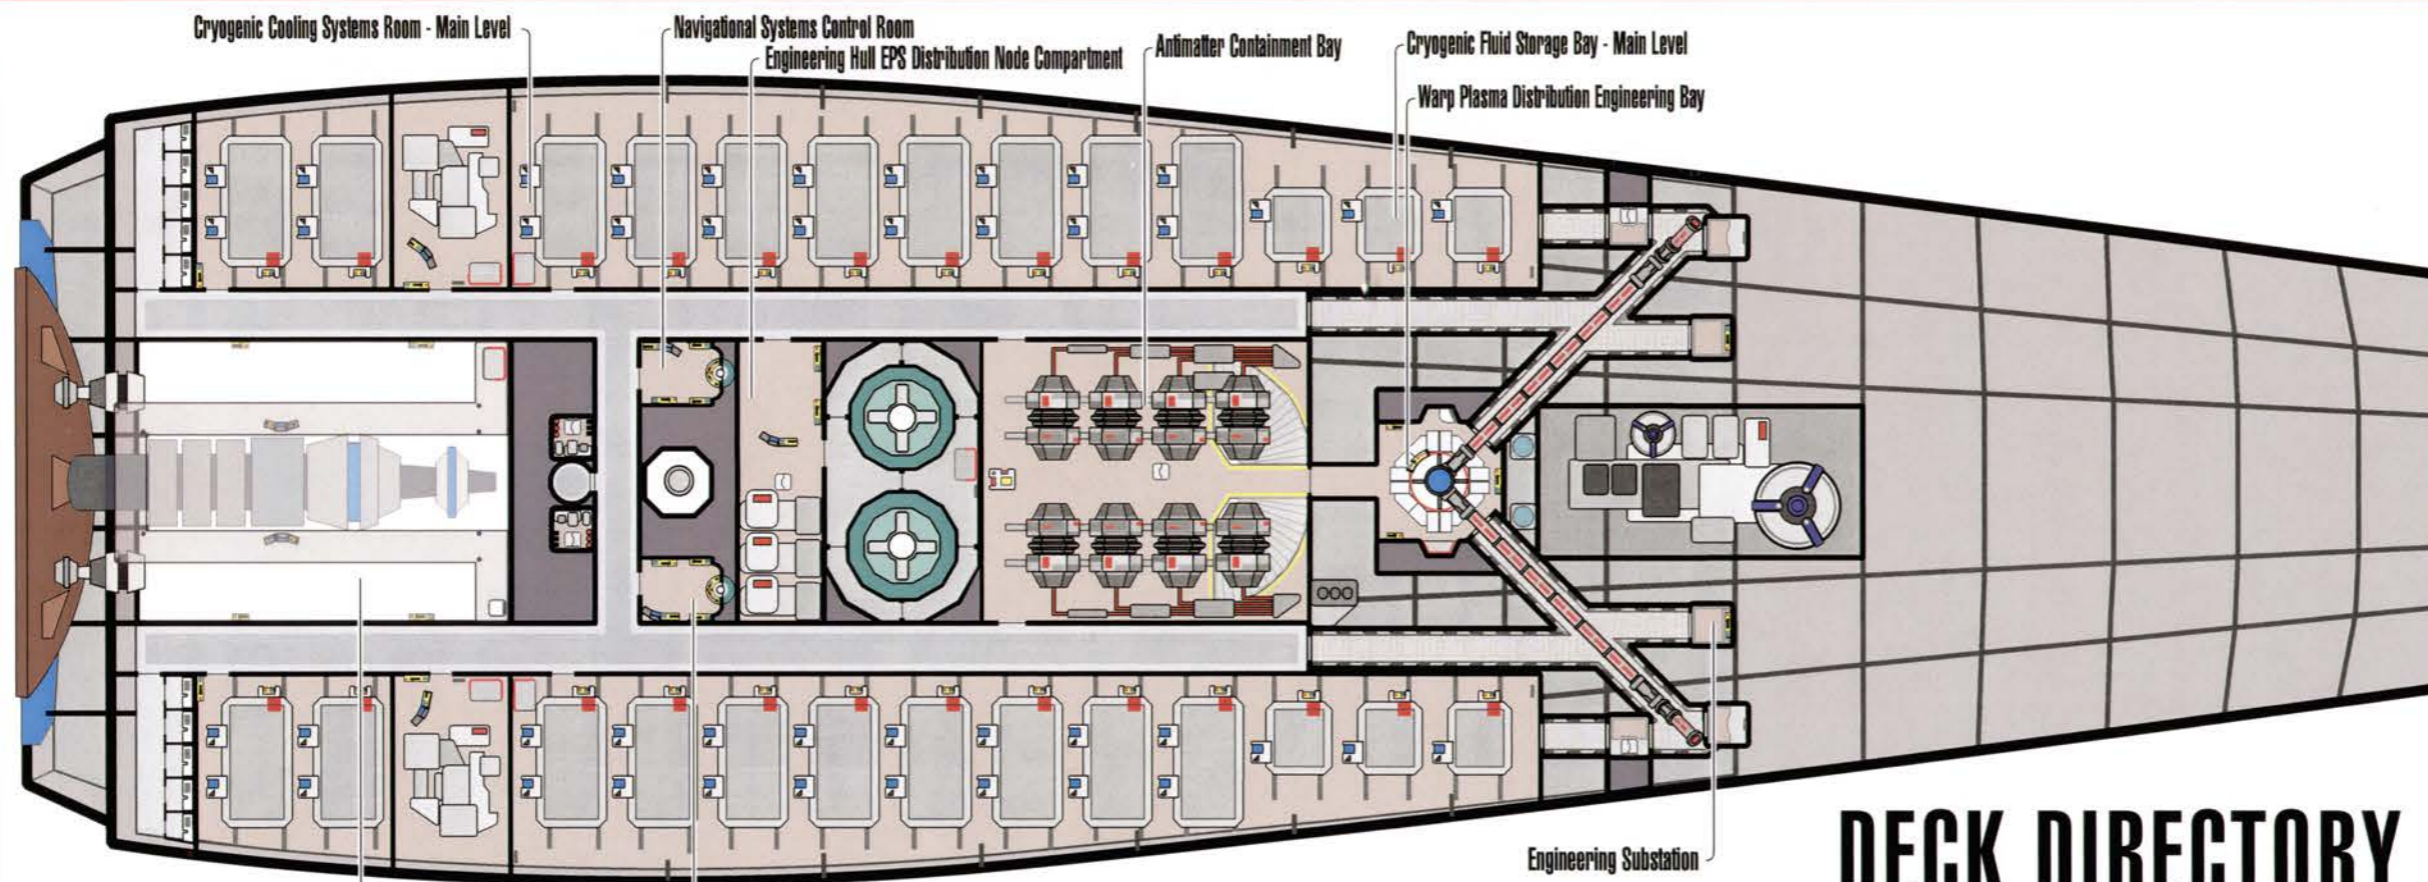 Cryogenic Cooling Systems Room - Main Level
Navigational Systems Control Room
Engineering Hull EPS Distribution Node Compartment
Antimatter Containment Bay
Cryogenic Fluid Storage Bay - Main Level
Warp Plasma Distribution Engineering Bay
Engineering Substation
DECK DIRECTORY